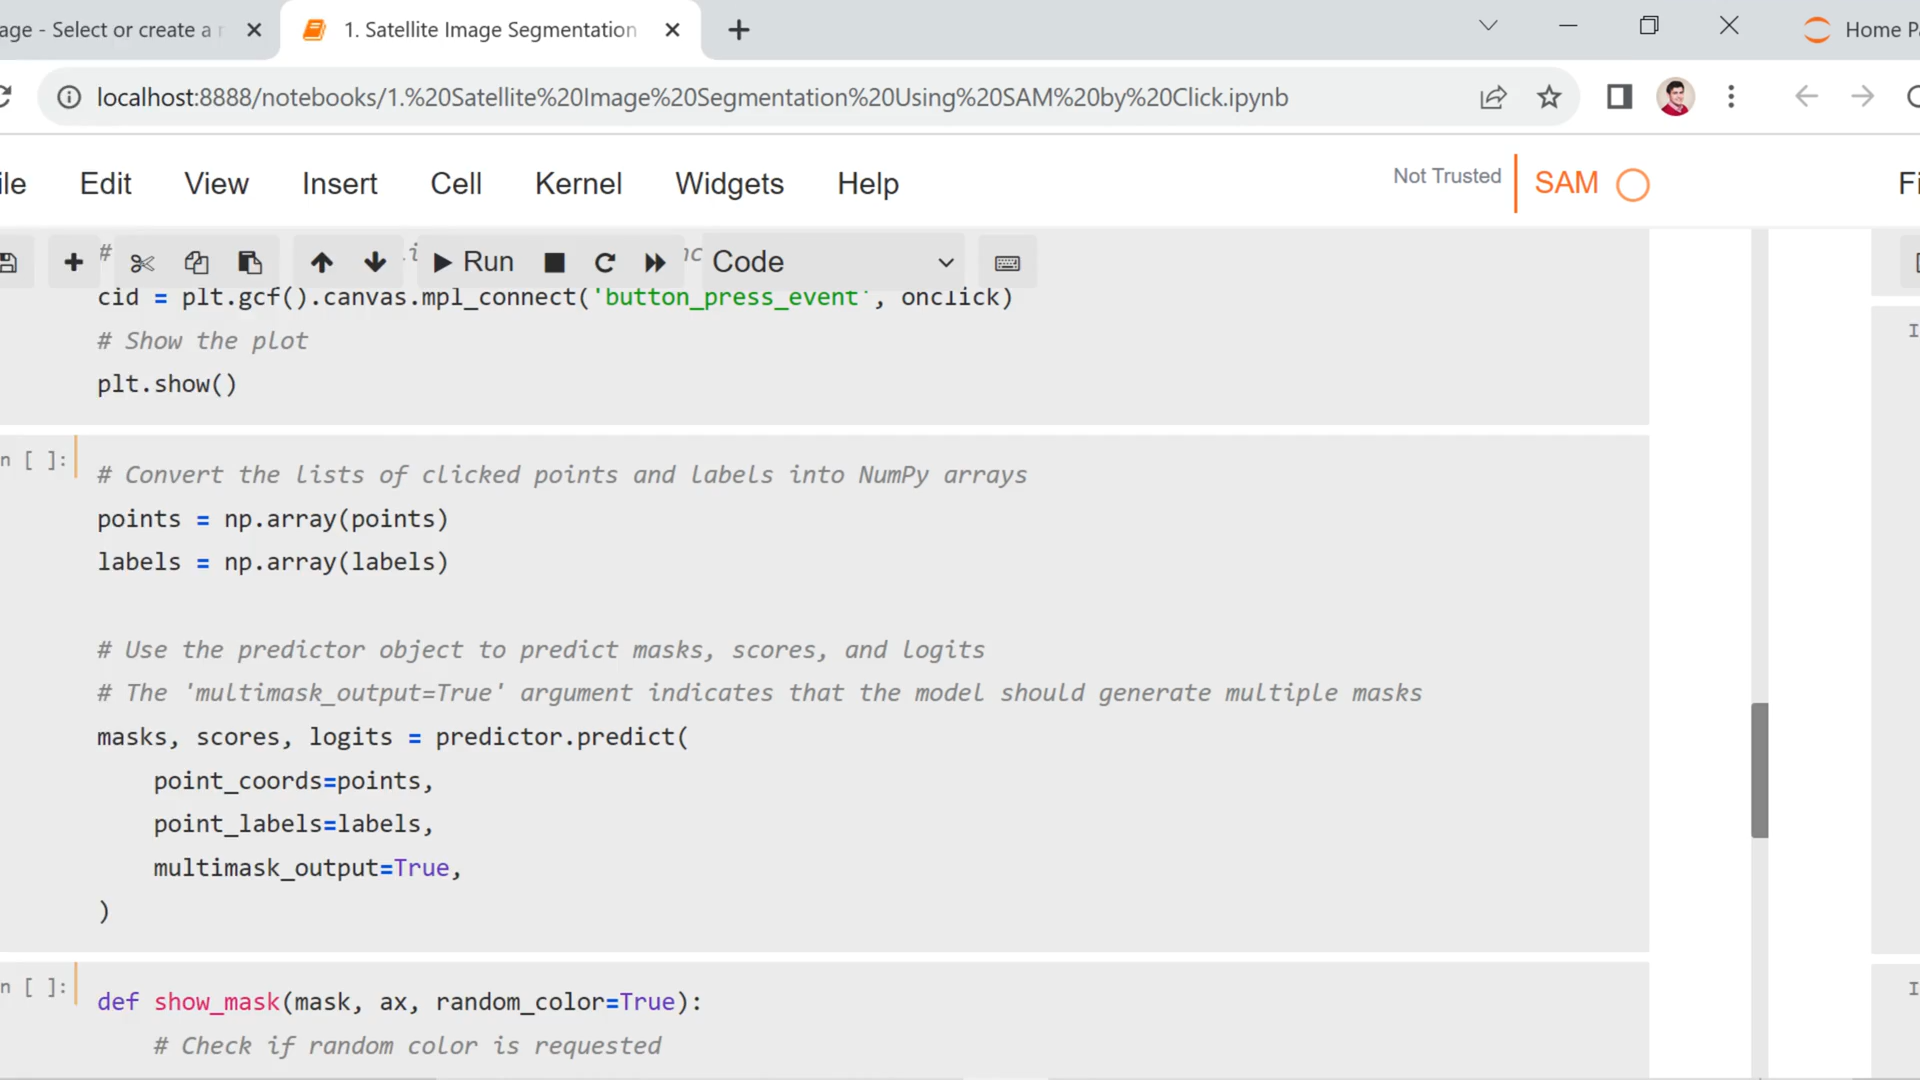 age - Select or create a
1. Satellite Image Segmentation
Home Pa
localhost:8888/notebooks/1.%20Satellite%20Image%20Segmentation%20Using%20SAM%20by%20Click.ipynb
ile Edit View Insert Cell Kernel Widgets Help
Not Trusted
SAM
Fi
Run
Code
cid = plt.gcf().canvas.mpl_connect('button_press_event', onclick)
# Show the plot
plt.show()
n [ ]:
# Convert the lists of clicked points and labels into NumPy arrays
points = np.array(points)
labels = np.array(labels)
# Use the predictor object to predict masks, scores, and logits
# The 'multimask_output=True' argument indicates that the model should generate multiple masks
masks, scores, logits = predictor.predict(
point_coords=points,
point_labels=labels,
multimask_output=True,
)
n [ ]:
def show_mask(mask, ax, random_color=True):
# Check if random color is requested